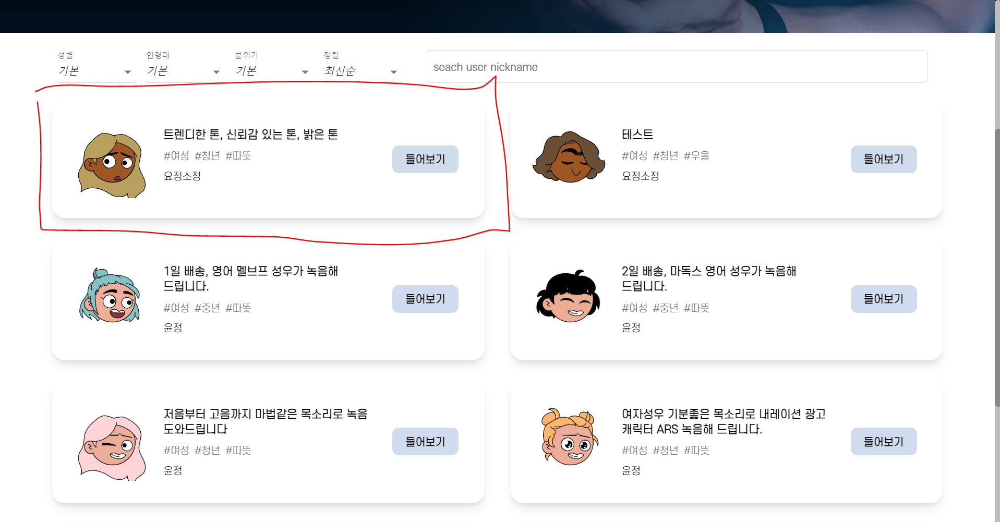 성별
기본
연령대
기본
분위기
기본
정렬
최신순
seach user nickname
트렌디한 톤, 신뢰감 있는 톤, 밝은 톤
#여성 #청년 #따뜻
요정소정
들어보기
테스트
#여성 #청년 #우울
요정소정
들어보기
1일 배송, 영어 멜브프 성우가 녹음해
드립니다.
#여성 #중년 #따뜻
윤정
들어보기
2일 배송, 마독스 영어 성우가 녹음해
드립니다.
#여성 #중년 #따뜻
윤정
들어보기
저음부터 고음까지 마법같은 목소리로 녹음
도와드립니다
#여성 #청년 #따뜻
윤정
들어보기
여자성우 기분좋은 목소리로 내레이션 광고
캐릭터 ARS 녹음해 드립니다.
#여성 #청년 #따뜻
윤정
들어보기